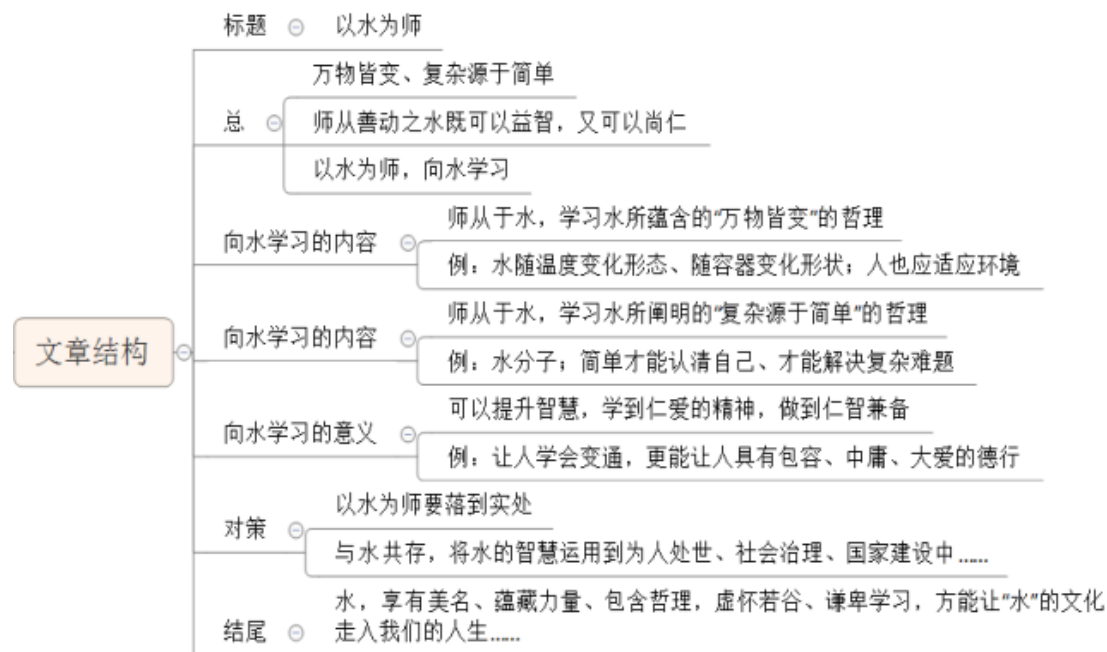 标题
以水为师
万物皆变、复杂源于简单
总
师从善动之水既可以益智，又可以尚仁
以水为师，向水学习
师从于水，学习水所蕴含的“万物皆变”的哲理
向水学习的内容
例：水随温度变化形态、随容器变化形状；人也应适应环境
师从于水，学习水所阐明的“复杂源于简单”的哲理
向水学习的内容
例：水分子；简单才能认清自己、才能解决复杂难题
文章结构
可以提升智慧，学到仁爱的精神，做到仁智兼备
向水学习的意义
例：让人学会变通，更能让人具有包容、中庸、大爱的德行
以水为师要落到实处
对策
与水共存，将水的智慧运用到为人处世、社会治理、国家建设中……
水，享有美名、蕴藏力量、包含哲理，虚怀若谷、谦卑学习，方能让“水”的文化
结尾
走入我们的人生……